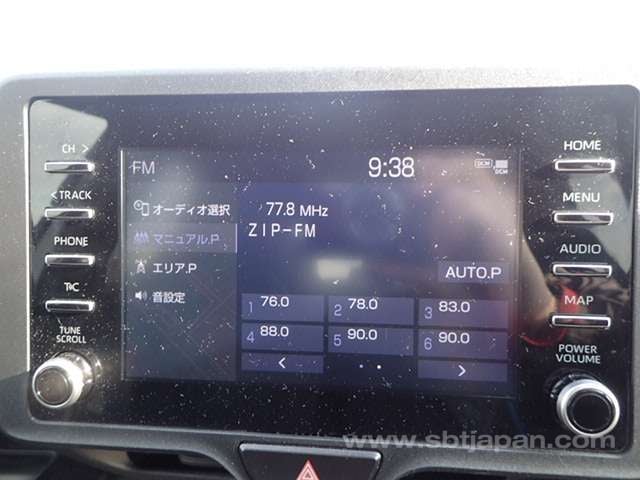 CH >
< TRACK
PHONE
T/C
TUNE
SCROLL
FM
9:38
DCM
DCM
オーディオ選択
マニュアル.P
エリア.P
音設定
77.8 MHz
ZIP-FM
AUTO.P
1 76.0
2 78.0
3 83.0
4 88.0
5 90.0
6 90.0
<
>
HOME
MENU
AUDIO
MAP
POWER
VOLUME
www.sbtjapan.com